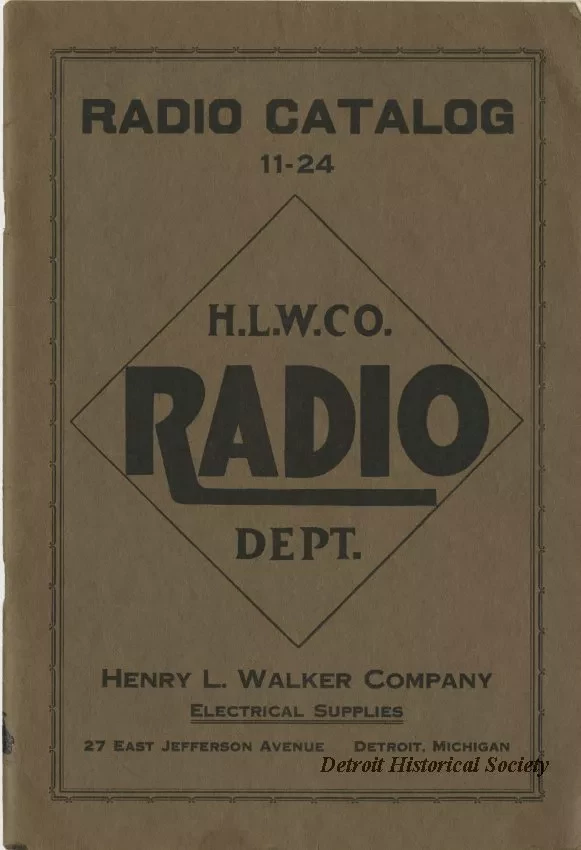 RADIO CATALOG
11-24
H.L.W.CO.
RADIO
DEPT.
HENRY L. WALKER COMPANY
ELECTRICAL SUPPLIES
27 EAST JEFFERSON AVENUE DETROIT, MICHIGAN
Detroit Historical Society